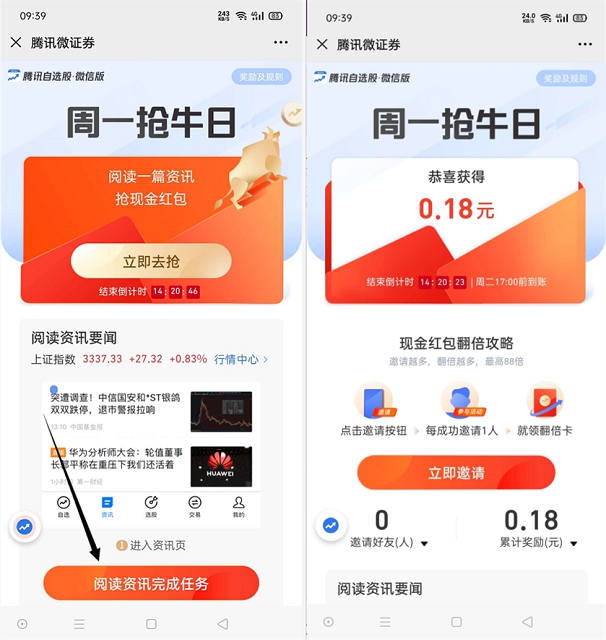 09:39
243 KB/S 4G 83
腾讯微证券
腾讯自选股·微信版
奖励及规则
周一抢牛日
阅读一篇资讯
抢现金红包
立即去抢
结束倒计时 14:20:46
阅读资讯要闻
上证指数 3337.33 +27.32 +0.83% 行情中心 >
突遭调查！中信国安和*ST银鸽
双双跌停，退市警报拉响
13:10 中国基金报
华为分析师大会：轮值董事
长郭平称在重压下我们还活着
1小时前 第一财经
HUAWEI
自选 资讯 选股 交易 我的
1 进入资讯页
阅读资讯完成任务
09:39
24.0 KB/S 4G 83
腾讯微证券
腾讯自选股·微信版
奖励及规则
周一抢牛日
恭喜获得
0.18元
结束倒计时 14:20:23 | 周二17:00前到账
现金红包翻倍攻略
邀请越多，翻倍越多，最高88倍
邀请
参与活动
点击邀请按钮 > 每成功邀请1人 > 就领翻倍卡
立即邀请
0 0.18
邀请好友(人) 累计奖励(元)
阅读资讯要闻